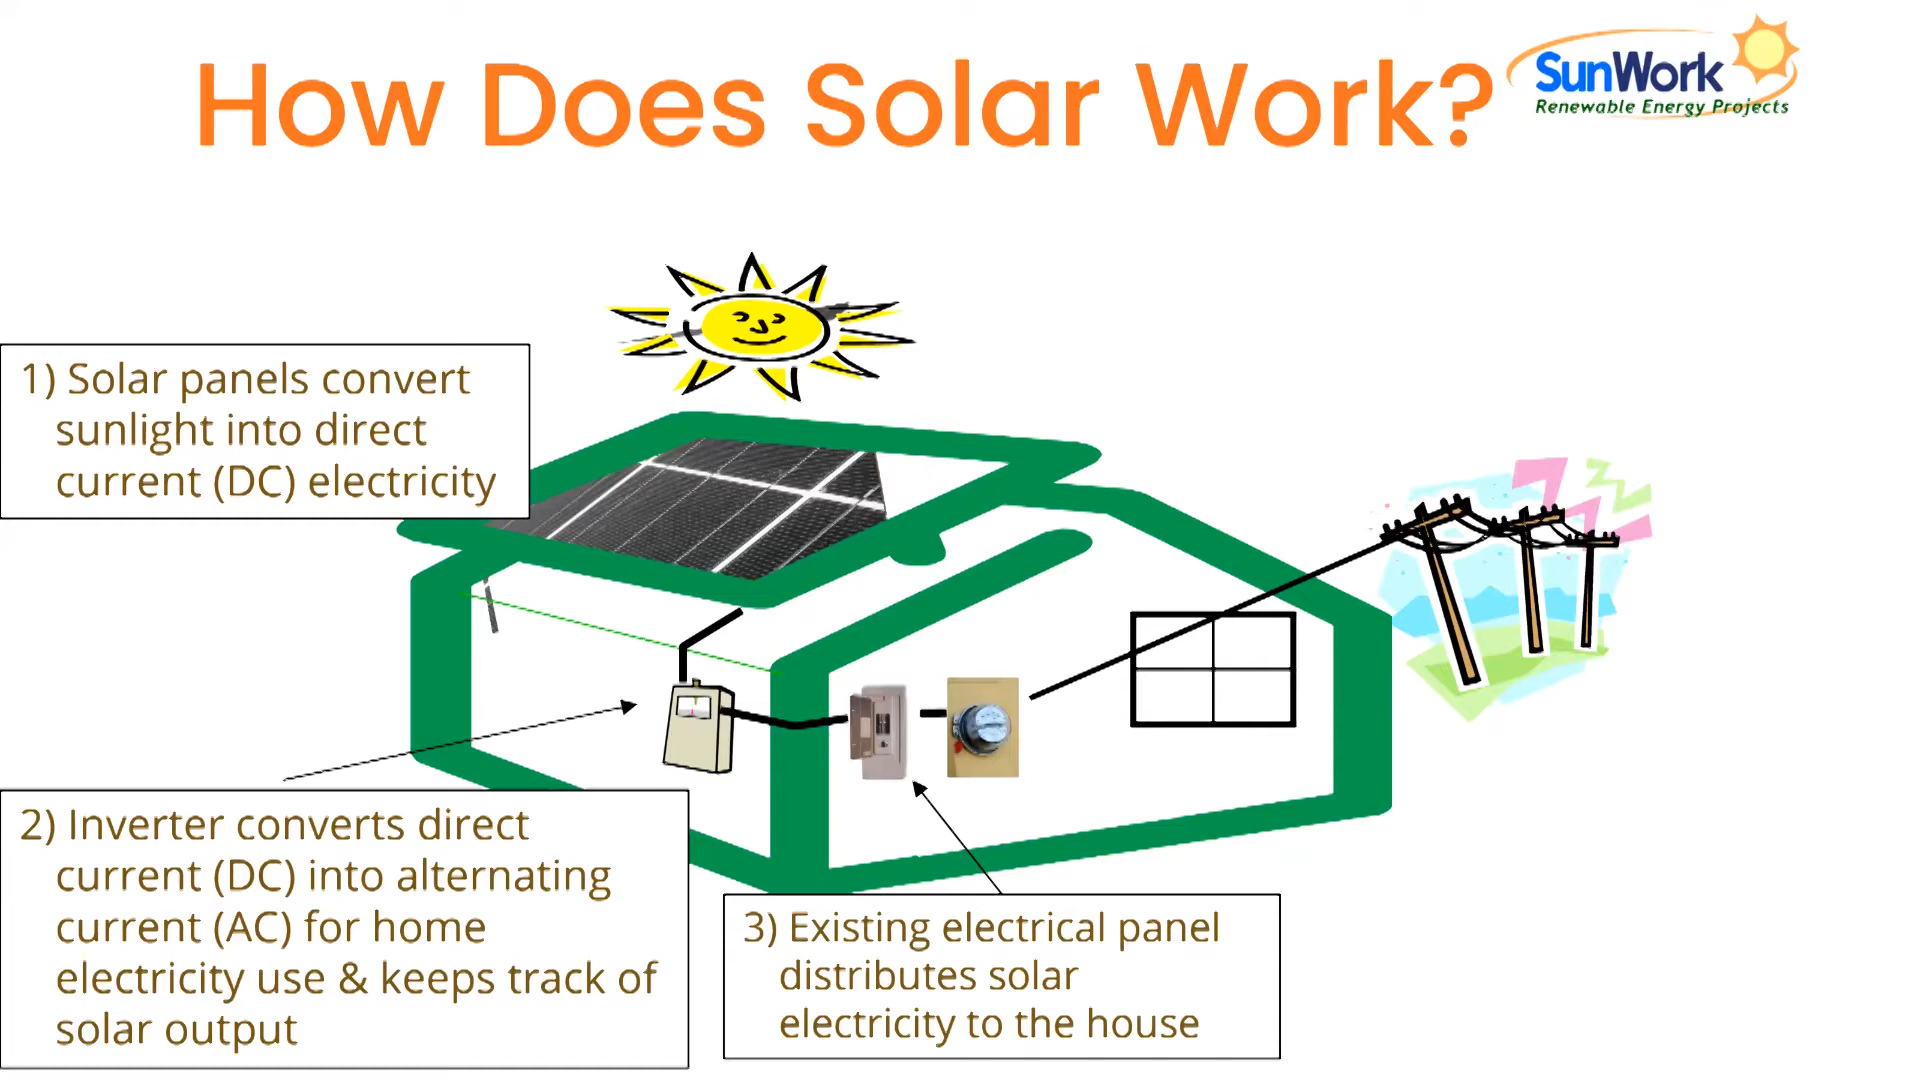 How Does Solar Work?
SunWork
Renewable Energy Projects
1) Solar panels convert
sunlight into direct
current (DC) electricity
2) Inverter converts direct
current (DC) into alternating
current (AC) for home
electricity use & keeps track of
solar output
3) Existing electrical panel
distributes solar
electricity to the house